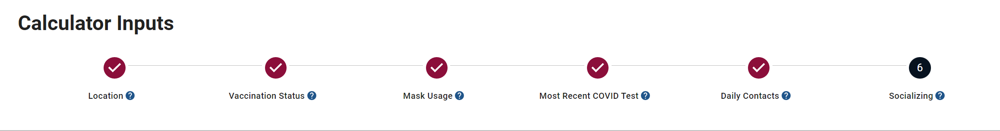 Calculator Inputs
6
Location ?
Vaccination Status ?
Mask Usage ?
Most Recent COVID Test ?
Daily Contacts ?
Socializing ?